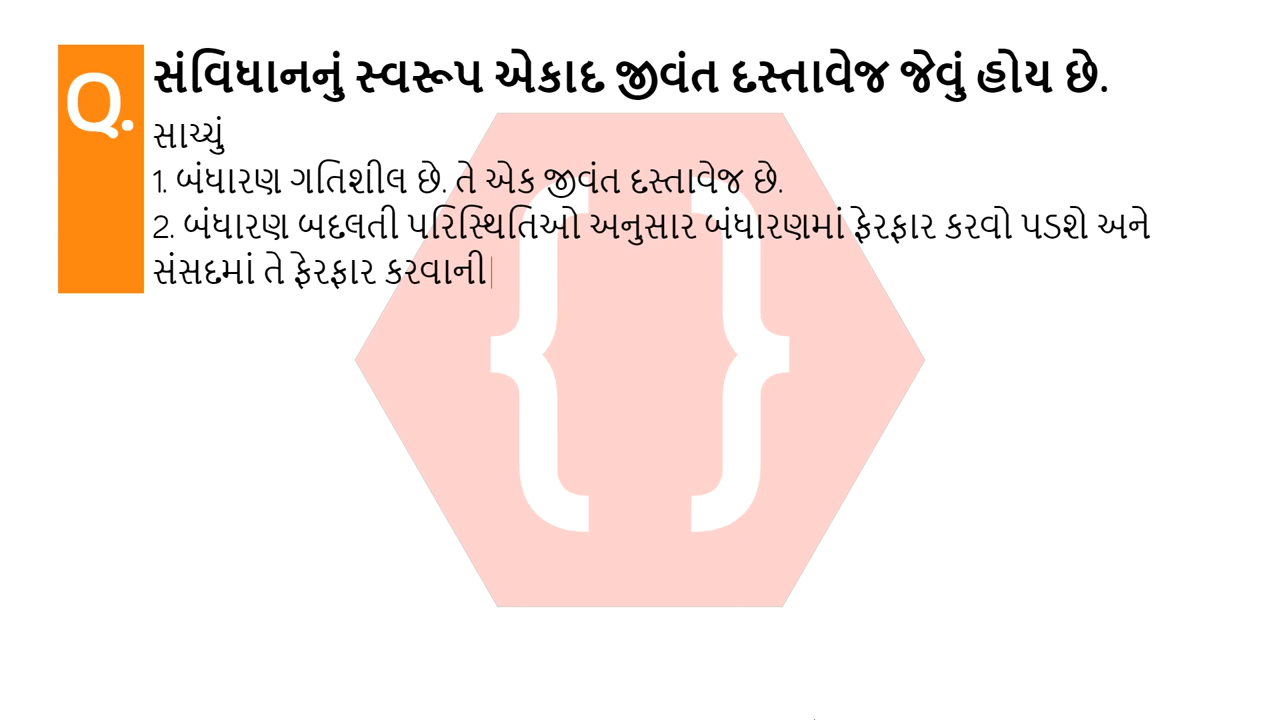 Q.
સંવિધાનનું સ્વરૂપ એકાદ જીવંત દસ્તાવેજ જેવું હોય છે.
સાચ્ચું
1. બંધારણ ગતિશીલ છે. તે એક જીવંત દસ્તાવેજ છે.
2. બંધારણ બદલતી પરિસ્થિતિઓ અનુસાર બંધારણમાં ફેરફાર કરવો પડશે અને
સંસદમાં તે ફેરફાર કરવાની